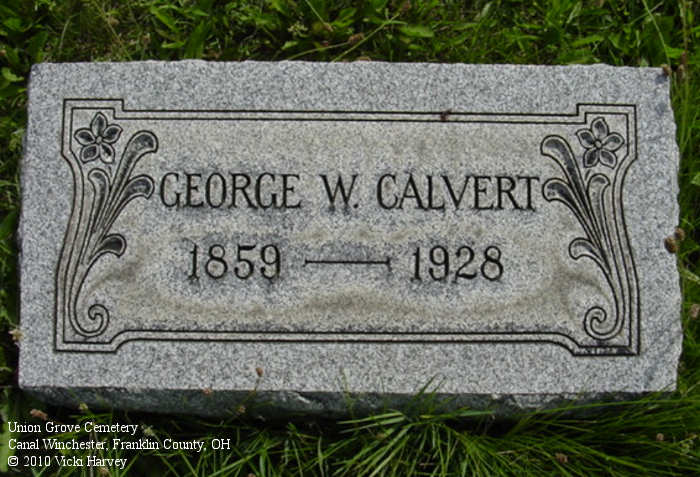 GEORGE W. CALVERT
1859 — 1928
Union Grove Cemetery
Canal Winchester, Franklin County, OH
© 2010 Vicki Harvey